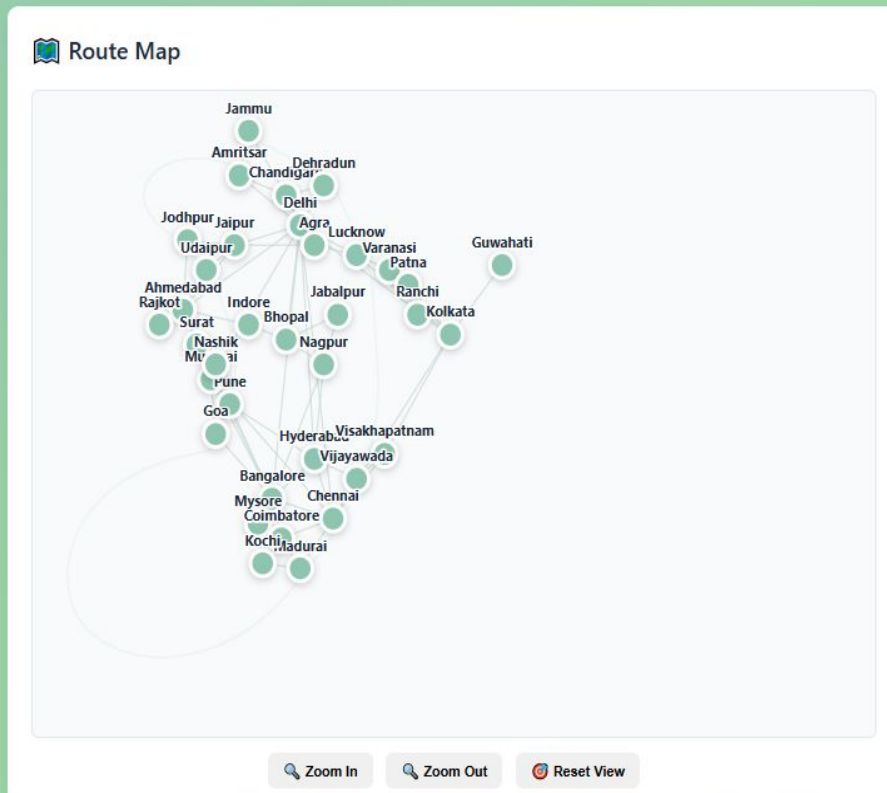 Route Map
Jammu
Amritsar
Dehradun
Delhi
Jodhpur
Jaipur
Agra
Lucknow
Guwahati
Udaipur
Varanasi
Patna
Ahmedabad
Jabalpur
Ranchi
Rajkot
Indore
Kolkata
Surat
Bhopal
Nashik
Nagpur
Pune
Goa
Visakhapatnam
Vijayawada
Bangalore
Chennai
Mysore
Coimbatore
Kochi
Madurai
Zoom In
Zoom Out
Reset View